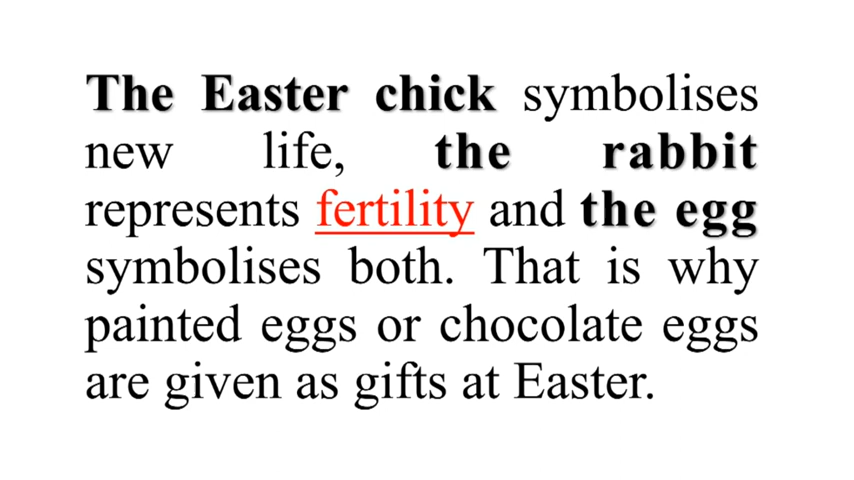 The Easter chick symbolises
new life, the rabbit
represents fertility and the egg
symbolises both. That is why
painted eggs or chocolate eggs
are given as gifts at Easter.